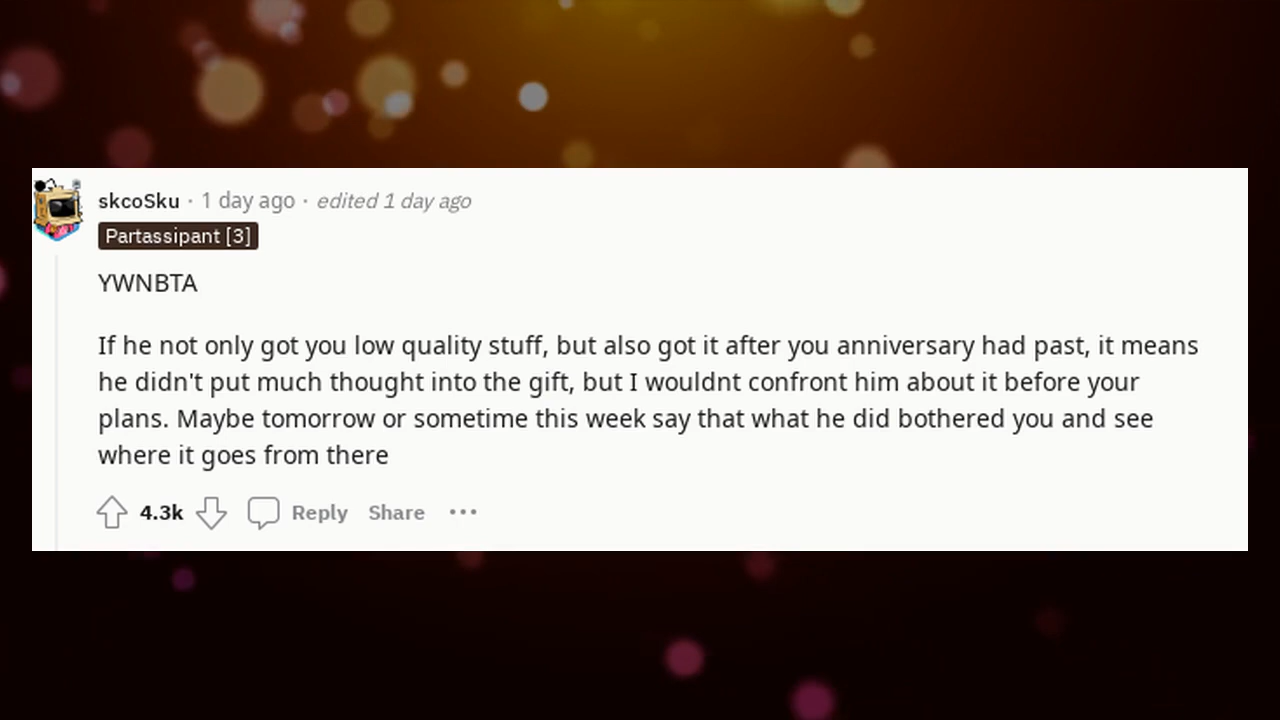 skcoSku · 1 day ago · edited 1 day ago
Partassipant [3]
YWNBTA
If he not only got you low quality stuff, but also got it after you anniversary had past, it means
he didn't put much thought into the gift, but I wouldnt confront him about it before your
plans. Maybe tomorrow or sometime this week say that what he did bothered you and see
where it goes from there
4.3k Reply Share